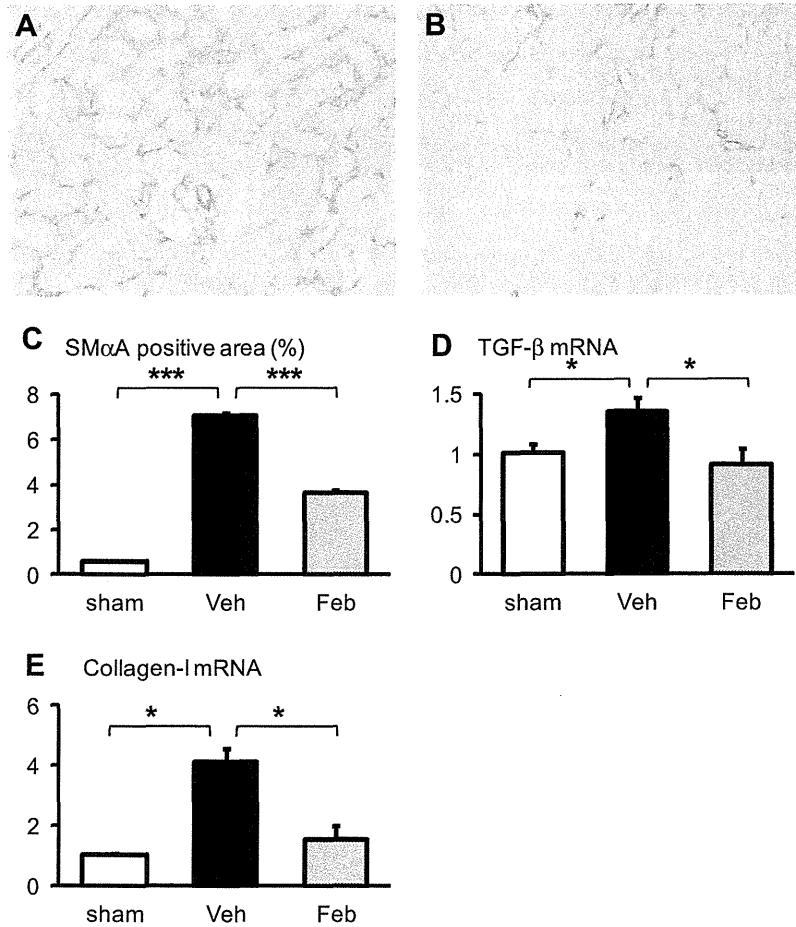 A
B
C SMαA positive area (%)
*** ***
8
6
4
2
0
sham Veh Feb
D TGF-β mRNA
* *
1.5
1
0.5
0
sham Veh Feb
E Collagen-I mRNA
* *
6
4
2
0
sham Veh Feb